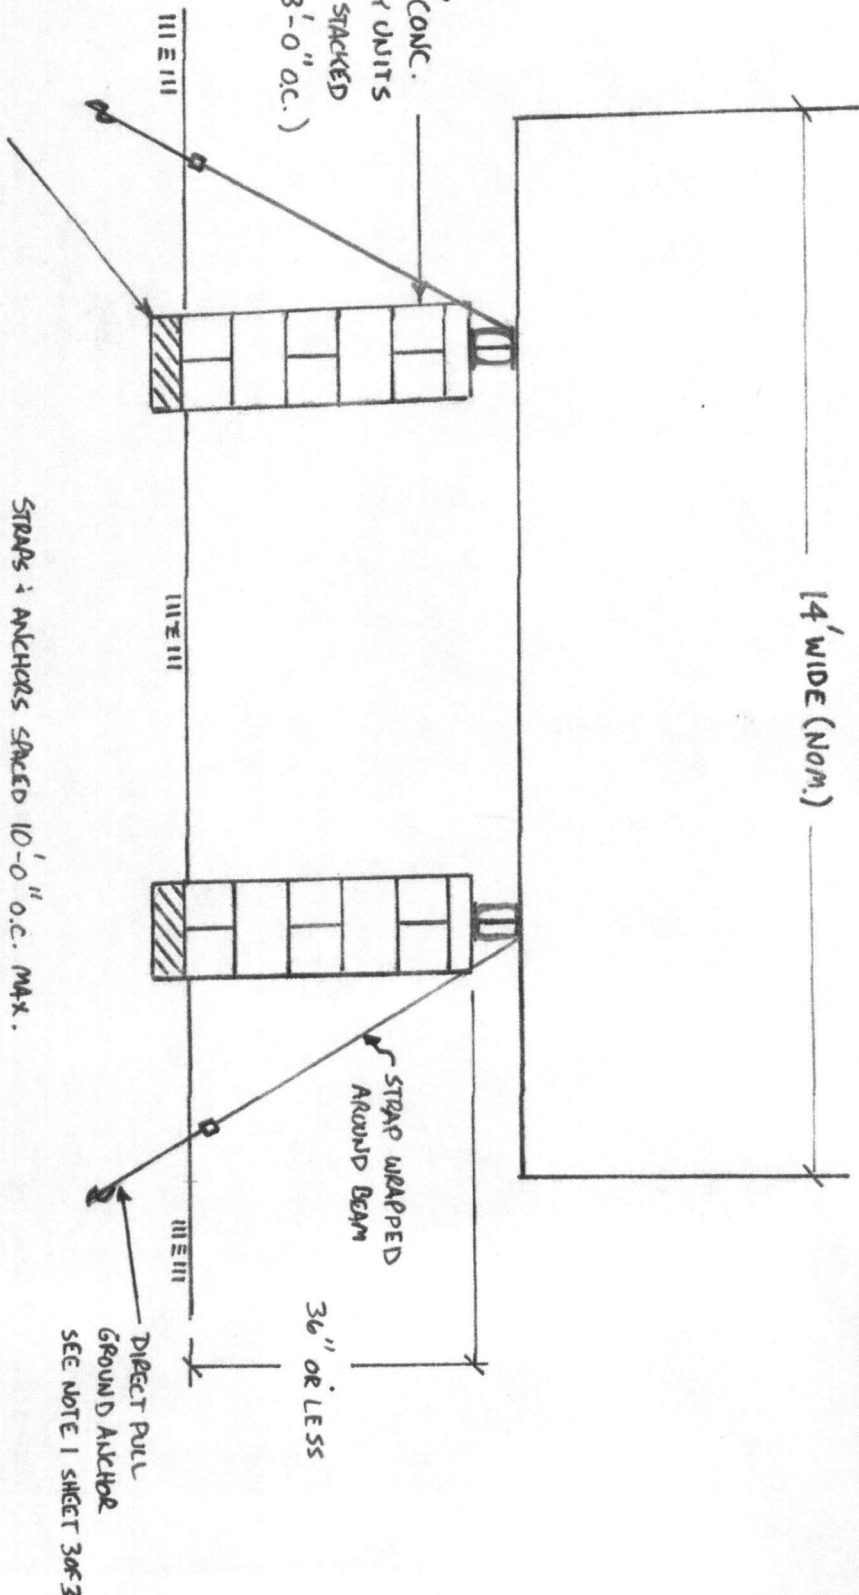 14' WIDE (NOM.)
CONC.
UNITS
STACKED
8'-0" O.C.)
STRAP WRAPPED
AROUND BEAM
36" OR LESS
DIRECT PULL
GROUND ANCHOR
SEE NOTE 1 SHEET 3 OF 3
STRAPS & ANCHORS SPACED 10'-0" O.C. MAX.